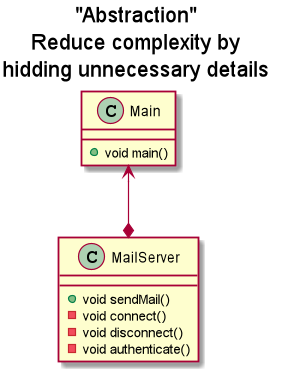 "Abstraction"
Reduce complexity by
hidding unnecessary details
C Main
void main()
C MailServer
void sendMail()
void connect()
void disconnect()
void authenticate()